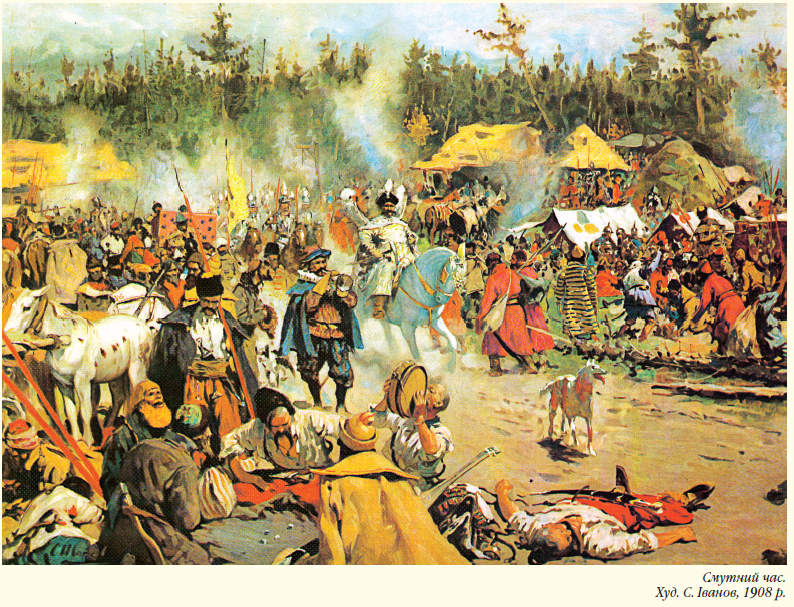 Смутний час.
Худ. С. Іванов, 1908 р.